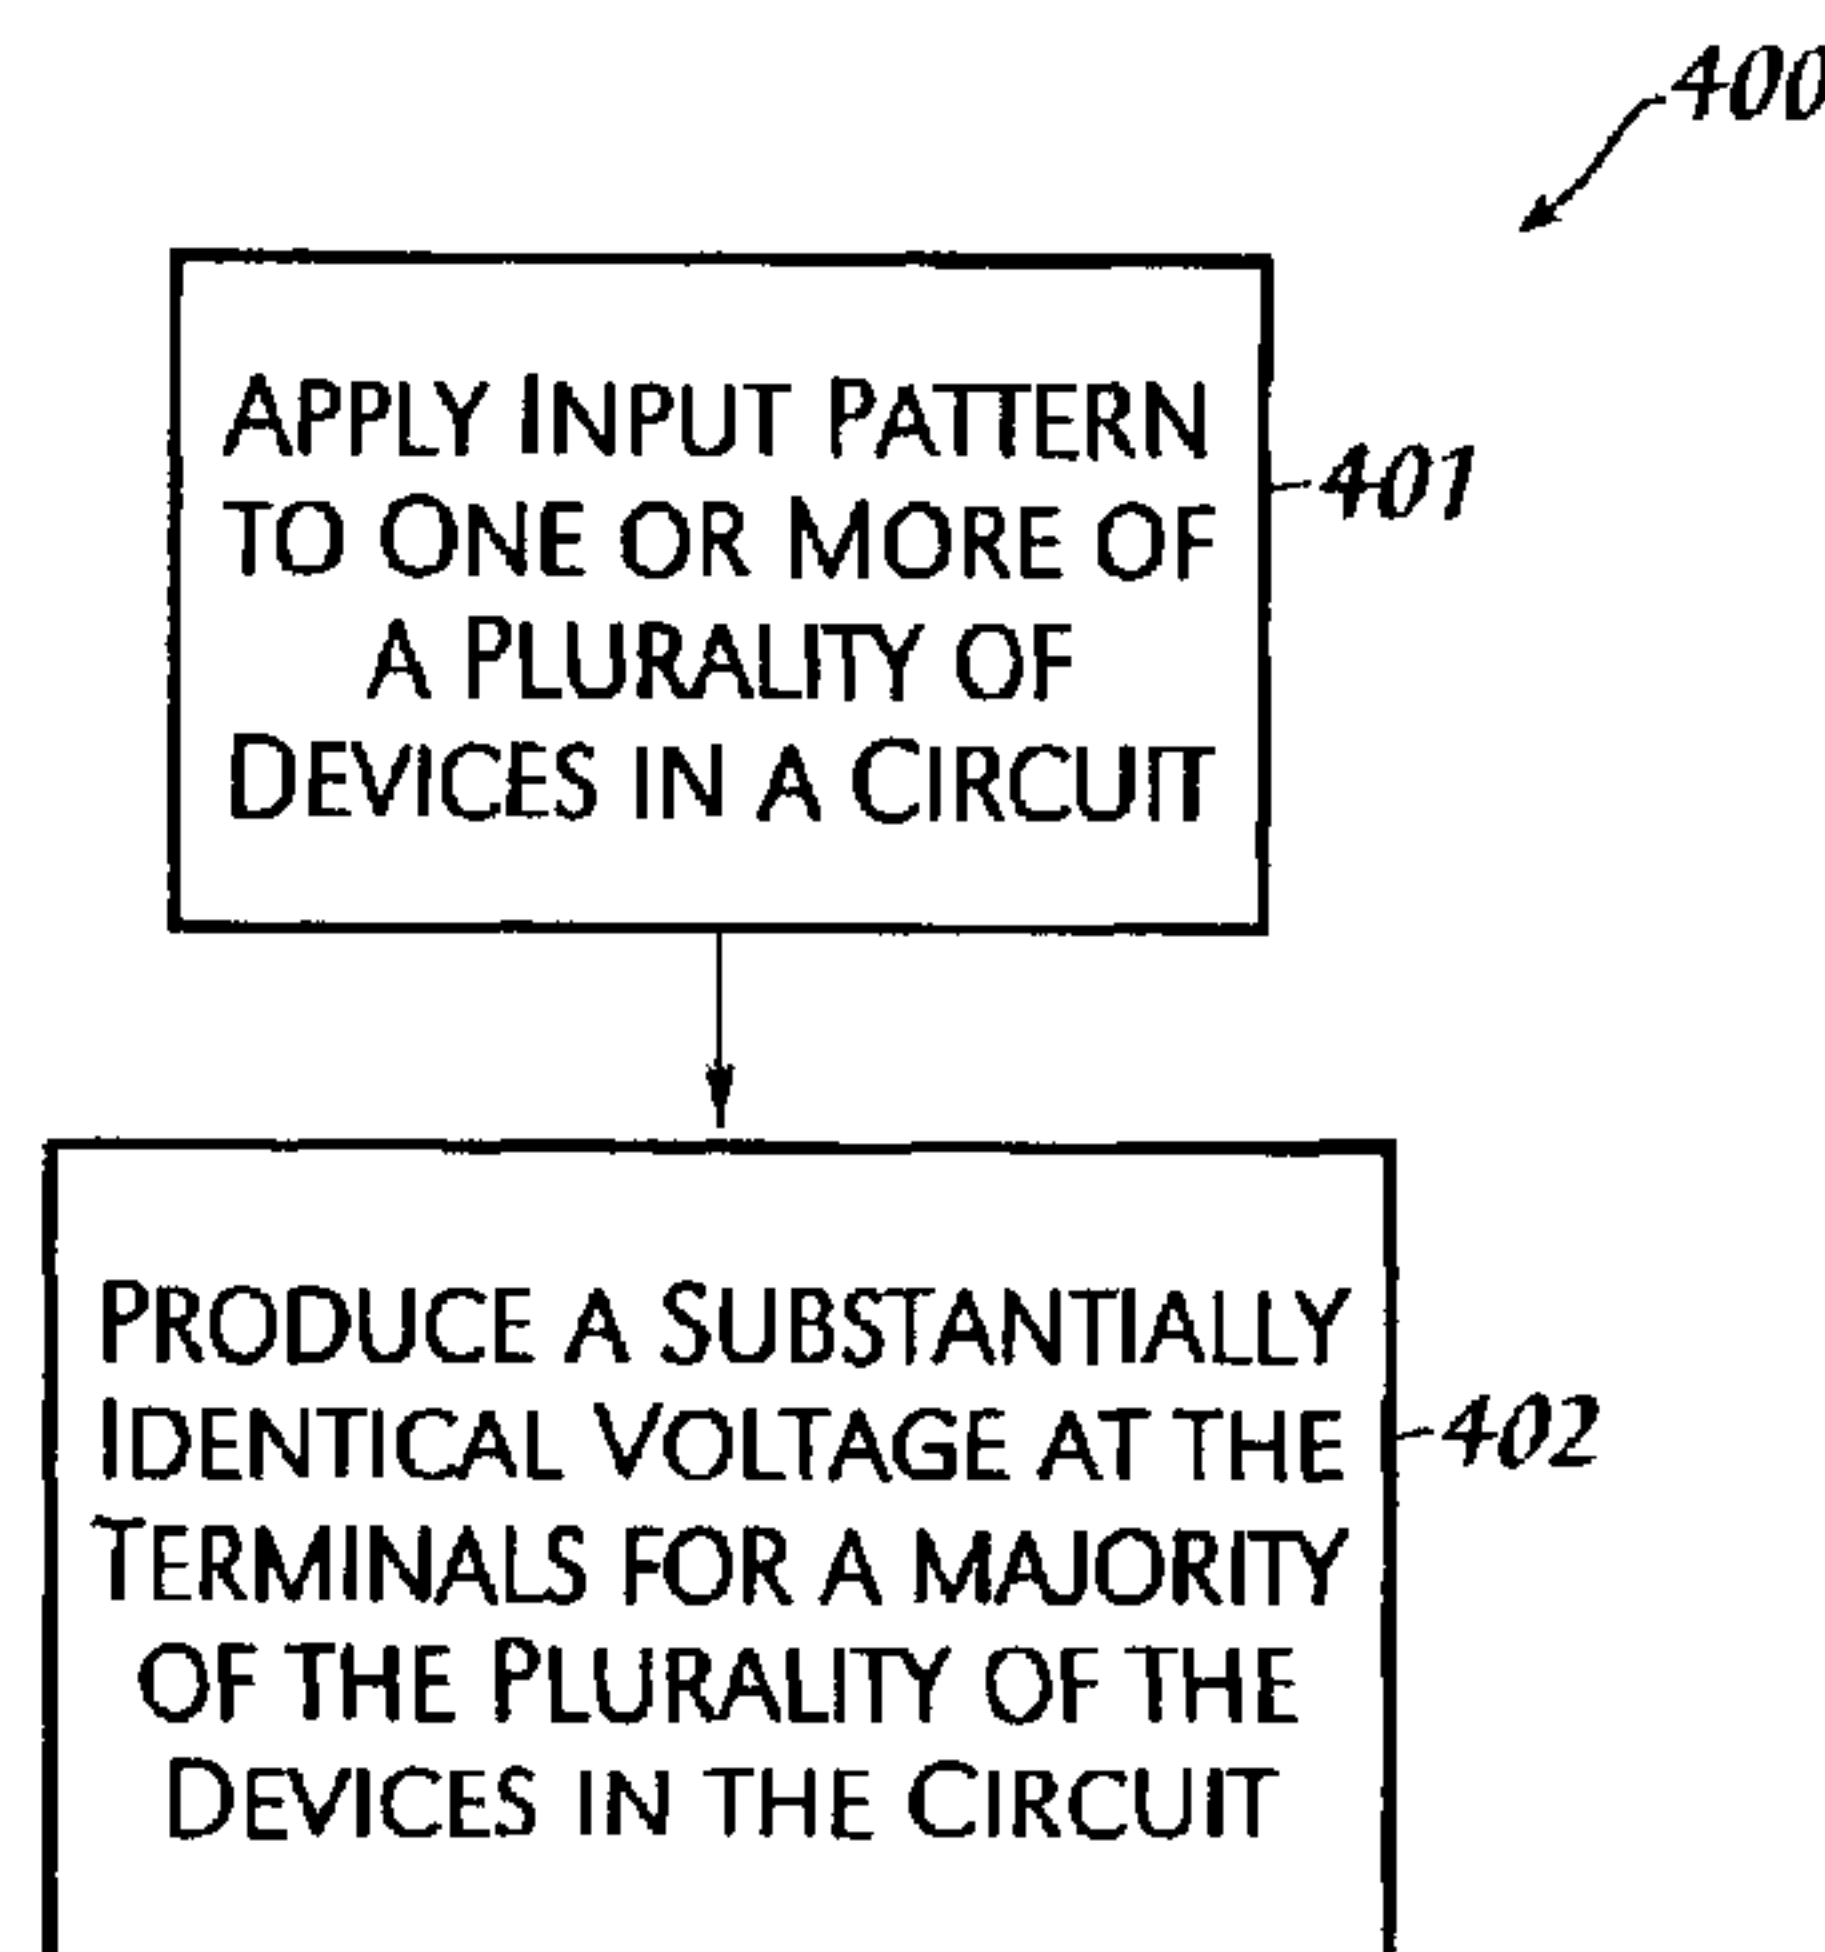 400
APPLY INPUT PATTERN
TO ONE OR MORE OF
A PLURALITY OF
DEVICES IN A CIRCUIT
401
PRODUCE A SUBSTANTIALLY
IDENTICAL VOLTAGE AT THE
TERMINALS FOR A MAJORITY
OF THE PLURALITY OF THE
DEVICES IN THE CIRCUIT
402